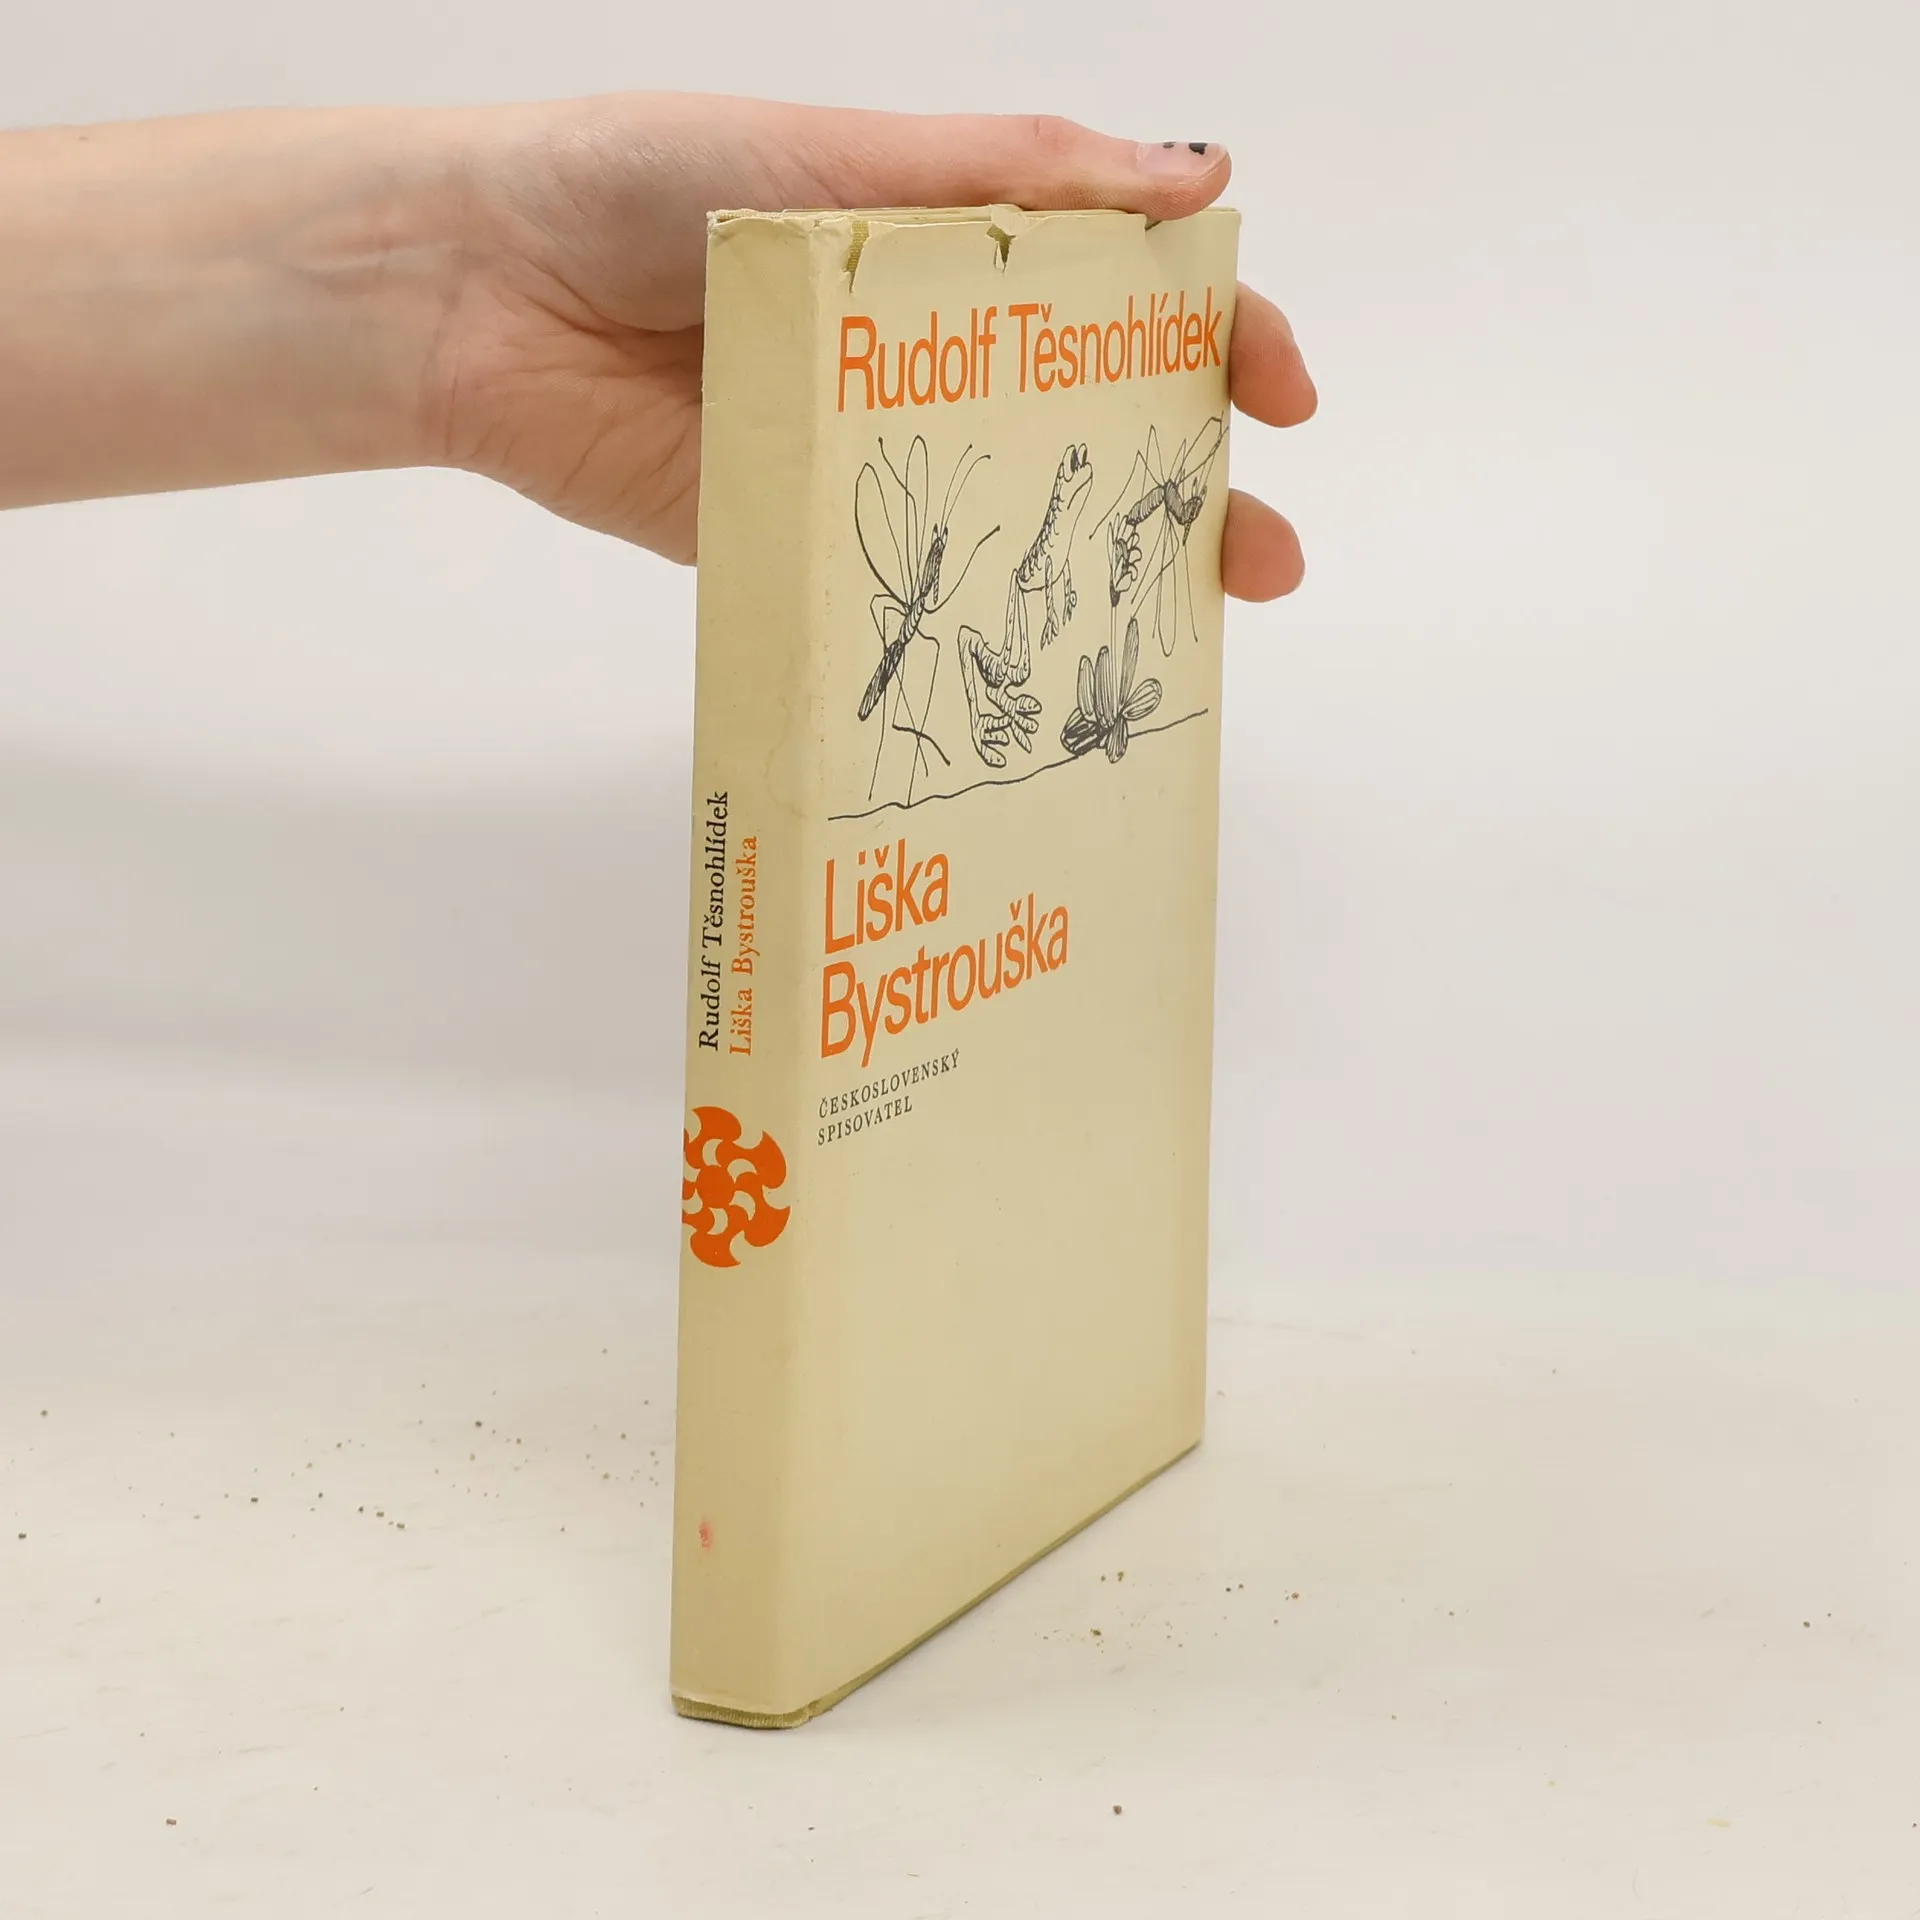 Rudolf Těsnohlídek
Liška
Bystrouška
ČESKOSLOVENSKÝ
SPISOVATEL
Rudolf Těsnohlídek
Liška Bystrouška